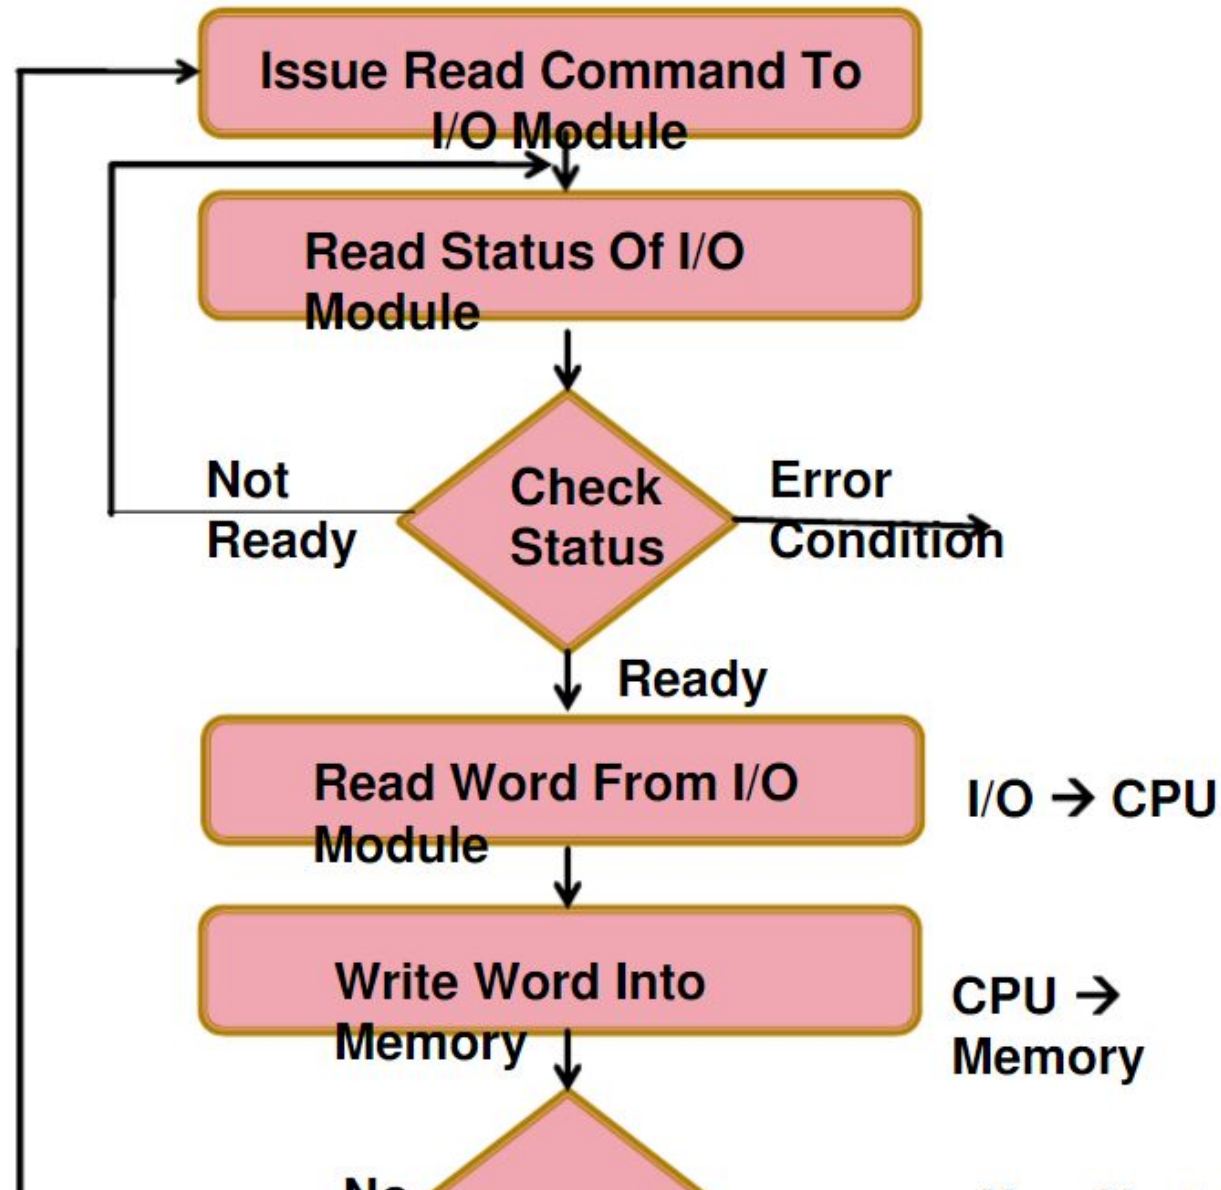 Issue Read Command To
I/O Module
Read Status Of I/O
Module
Not
Ready
Check
Status
Error
Condition
Ready
Read Word From I/O
Module
I/O → CPU
Write Word Into
Memory
CPU →
Memory
No